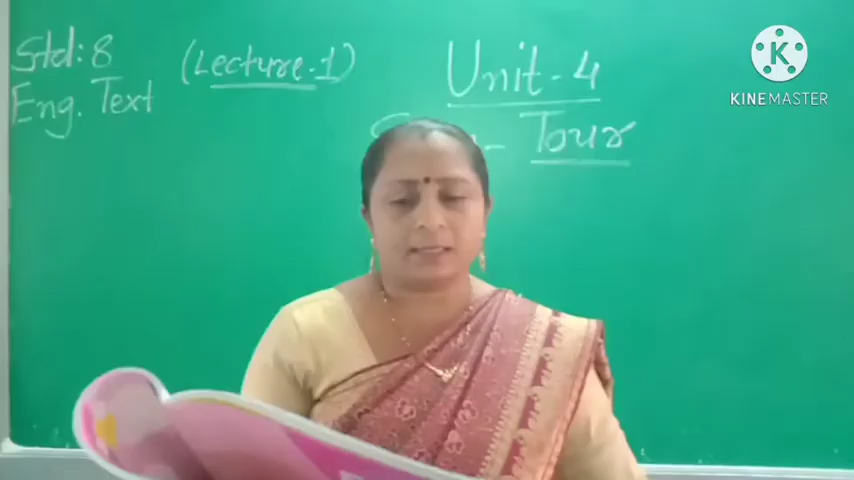 Std: 8
(Lecture-1)
Unit-4
Eng. Text
- Tour
K
KINEMASTER